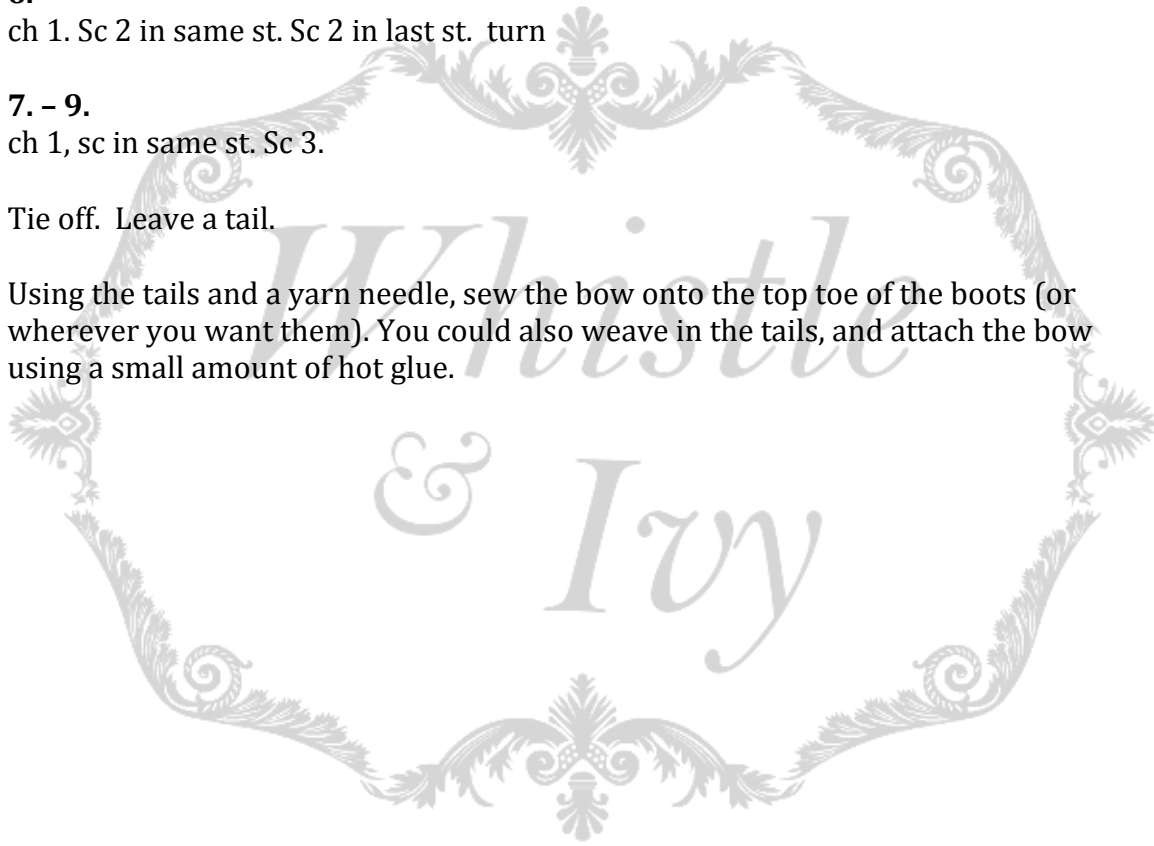 ch 1. Sc 2 in same st. Sc 2 in last st.  turn
7. – 9.
ch 1, sc in same st. Sc 3.
Tie off.  Leave a tail.
Using the tails and a yarn needle, sew the bow onto the top toe of the boots (or
wherever you want them). You could also weave in the tails, and attach the bow
using a small amount of hot glue.
Whistle
& Ivy